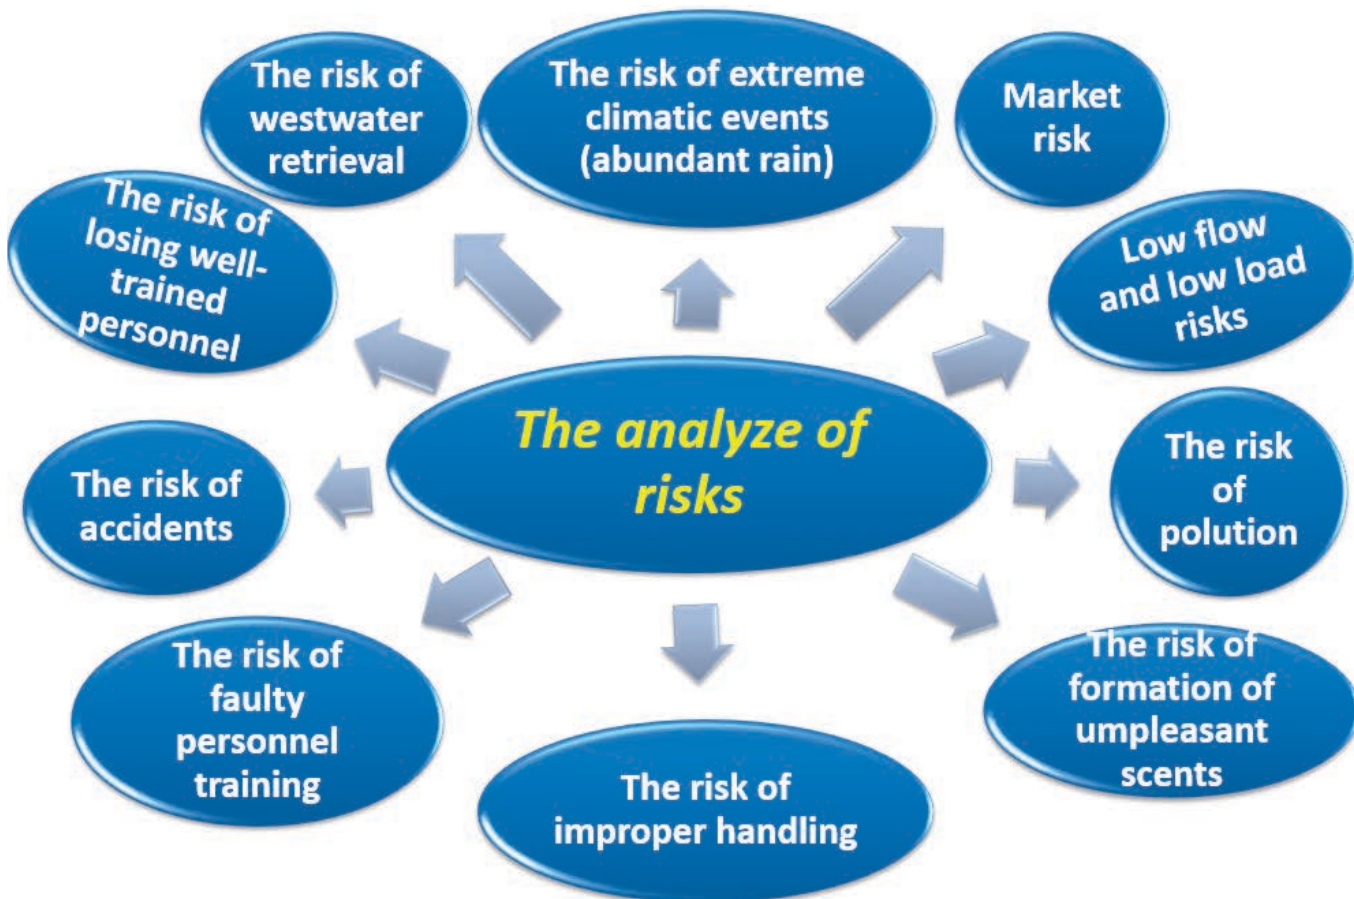 The risk of
westwater
retrieval
The risk of extreme
climatic events
(abundant rain)
Market
risk
The risk of
losing well-
trained
personnel
Low flow
and low load
risks
The analyze of
risks
The risk of
accidents
The risk
of
polution
The risk of
faulty
personnel
training
The risk of
improper handling
The risk of
formation of
umpleasant
scents